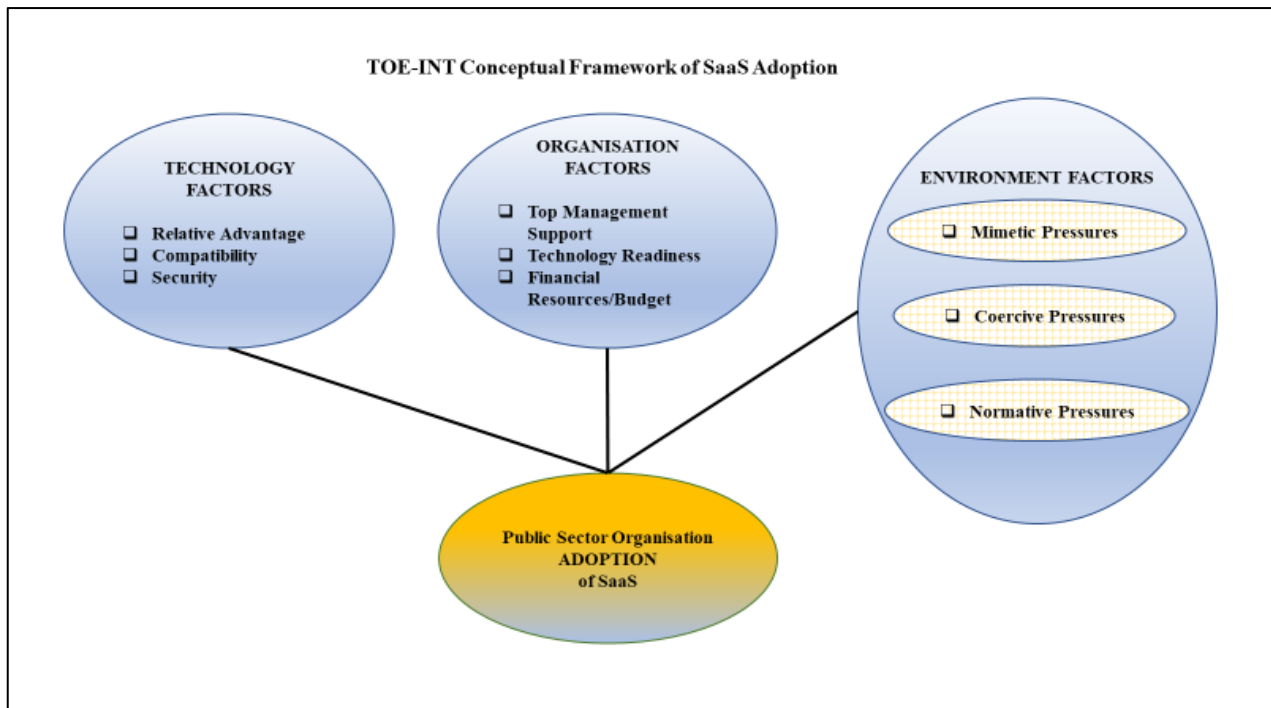 TOE-INT Conceptual Framework of SaaS Adoption
TECHNOLOGY
FACTORS
❑ Relative Advantage
❑ Compatibility
❑ Security
ORGANISATION
FACTORS
❑ Top Management
Support
❑ Technology Readiness
❑ Financial
Resources/Budget
ENVIRONMENT FACTORS
❑ Mimetic Pressures
❑ Coercive Pressures
❑ Normative Pressures
Public Sector Organisation
ADOPTION
of SaaS